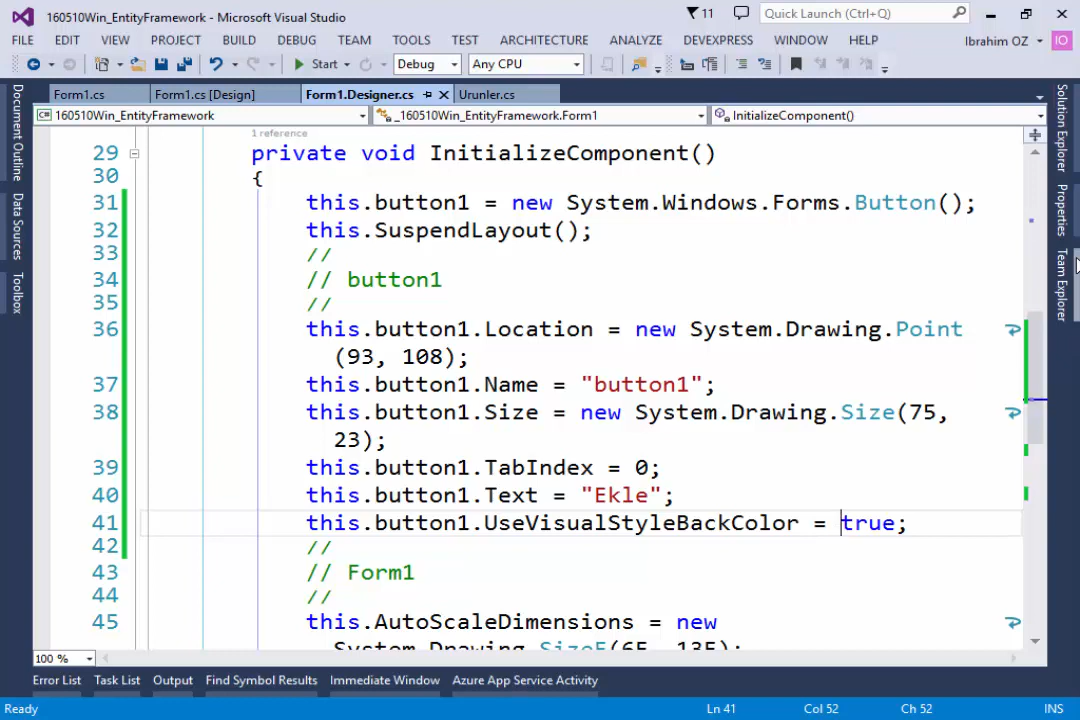 160510Win_EntityFramework - Microsoft Visual Studio
11
Quick Launch (Ctrl+Q)
FILE EDIT VIEW PROJECT BUILD DEBUG TEAM TOOLS TEST ARCHITECTURE ANALYZE DEVEXPRESS WINDOW HELP
Ibrahim OZ IO
Start Debug Any CPU
Form1.cs Form1.cs [Design] Form1.Designer.cs Urunler.cs
C# 160510Win_EntityFramework _160510Win_EntityFramework.Form1 InitializeComponent()
Document Outline
Data Sources
Toolbox
Solution Explorer
Properties
Team Explorer
1 reference
29 private void InitializeComponent()
30 {
31 this.button1 = new System.Windows.Forms.Button();
32 this.SuspendLayout();
33 //
34 // button1
35 //
36 this.button1.Location = new System.Drawing.Point
(93, 108);
37 this.button1.Name = "button1";
38 this.button1.Size = new System.Drawing.Size(75,
23);
39 this.button1.TabIndex = 0;
40 this.button1.Text = "Ekle";
41 this.button1.UseVisualStyleBackColor = true;
42 //
43 // Form1
44 //
45 this.AutoScaleDimensions = new
System.Drawing.SizeF(6F, 13F);
100 %
Error List Task List Output Find Symbol Results Immediate Window Azure App Service Activity
Ready Ln 41 Col 52 Ch 52 INS